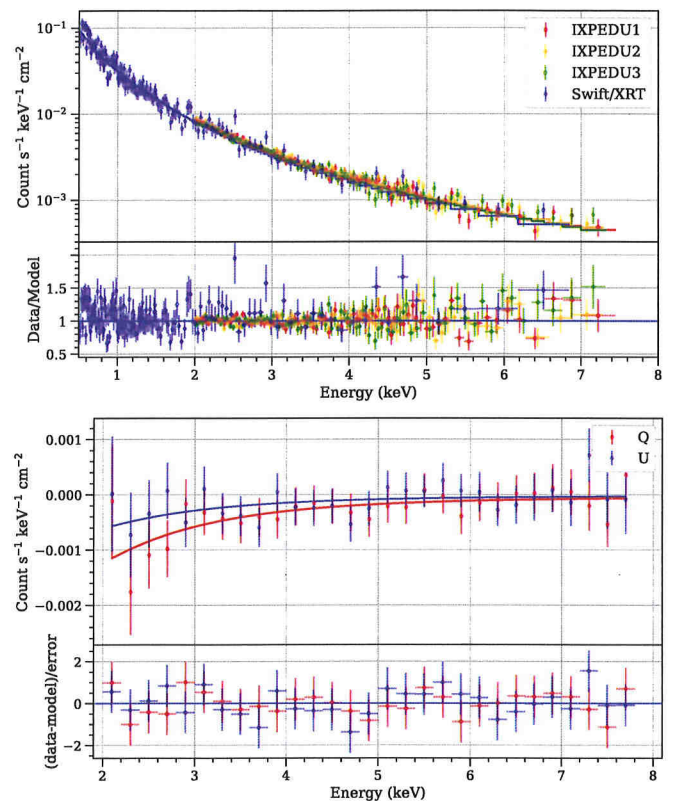 IXPEDU1
IXPEDU2
IXPEDU3
Swift/XRT
Count s⁻¹ keV⁻¹ cm⁻²
10⁻¹
10⁻²
10⁻³
Data/Model
1.5
1
0.5
1 2 3 4 5 6 7 8
Energy (keV)
Q
U
Count s⁻¹ keV⁻¹ cm⁻²
0.001
0.000
−0.001
−0.002
(data-model)/error
2
0
−2
2 3 4 5 6 7 8
Energy (keV)